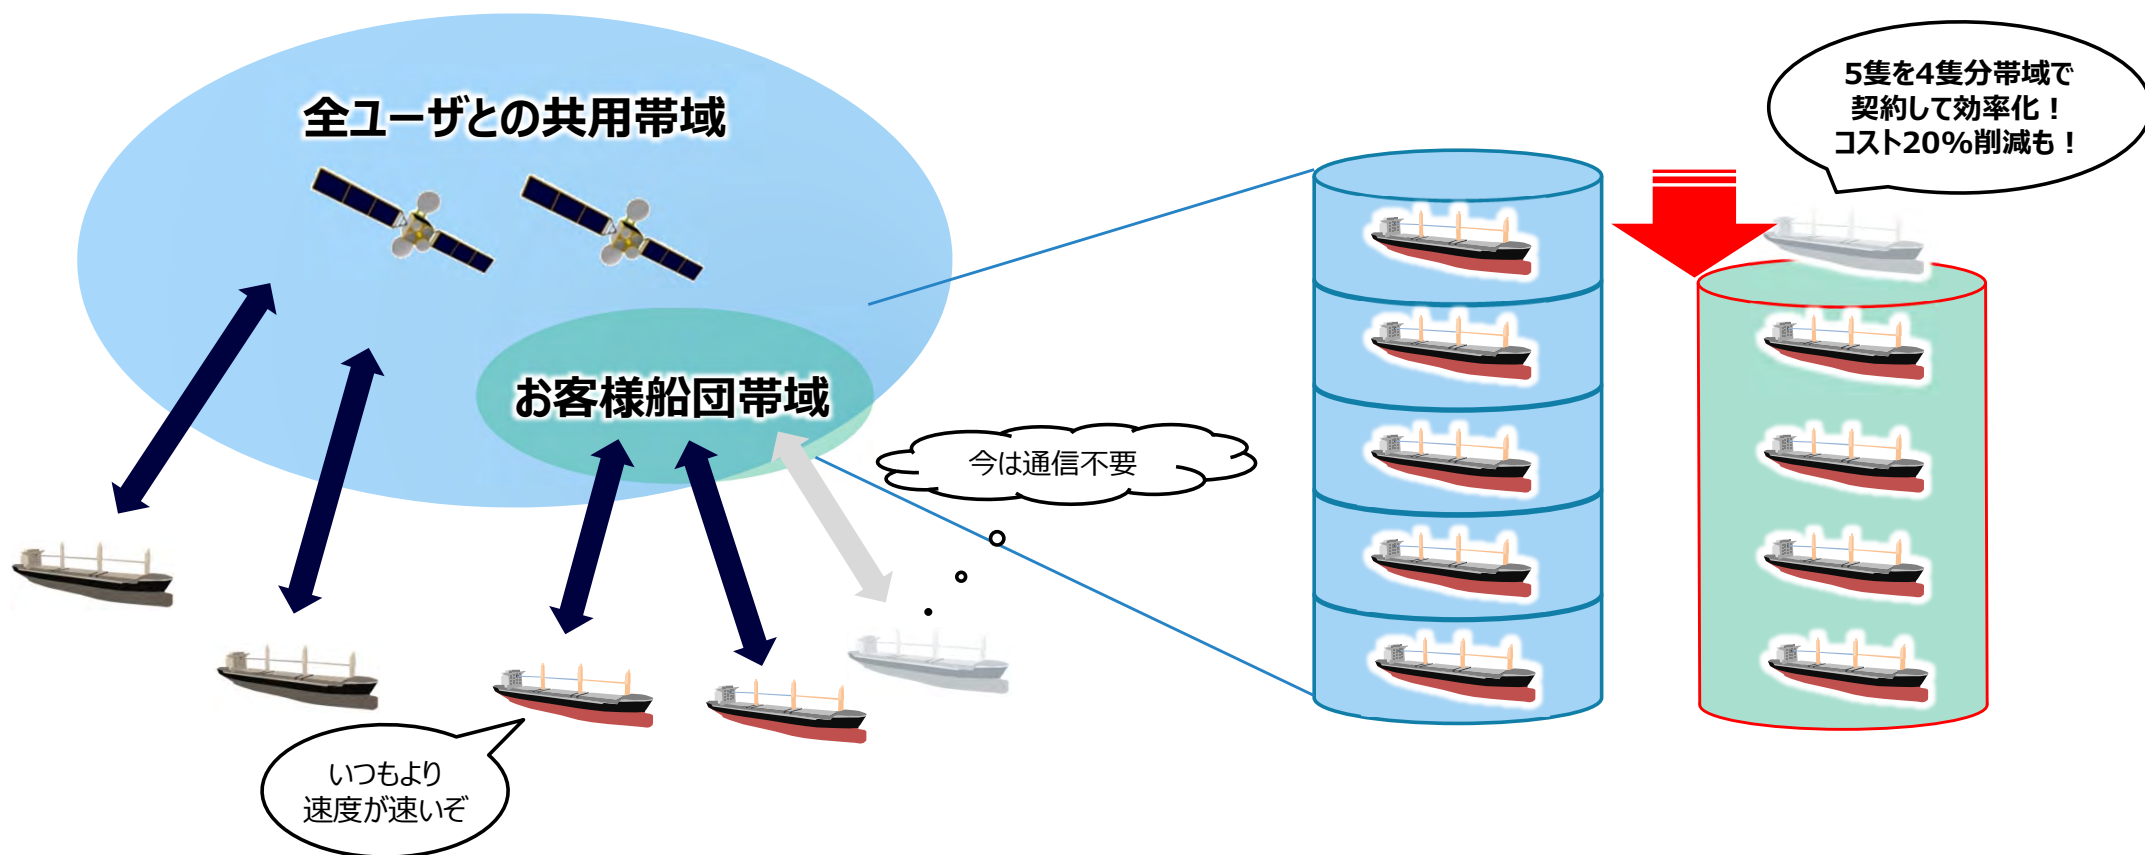 全ユーザとの共用帯域
お客様船団帯域
今は通信不要
いつもより
速度が速いぞ
5隻を4隻分帯域で
契約して効率化！
コスト20%削減も！